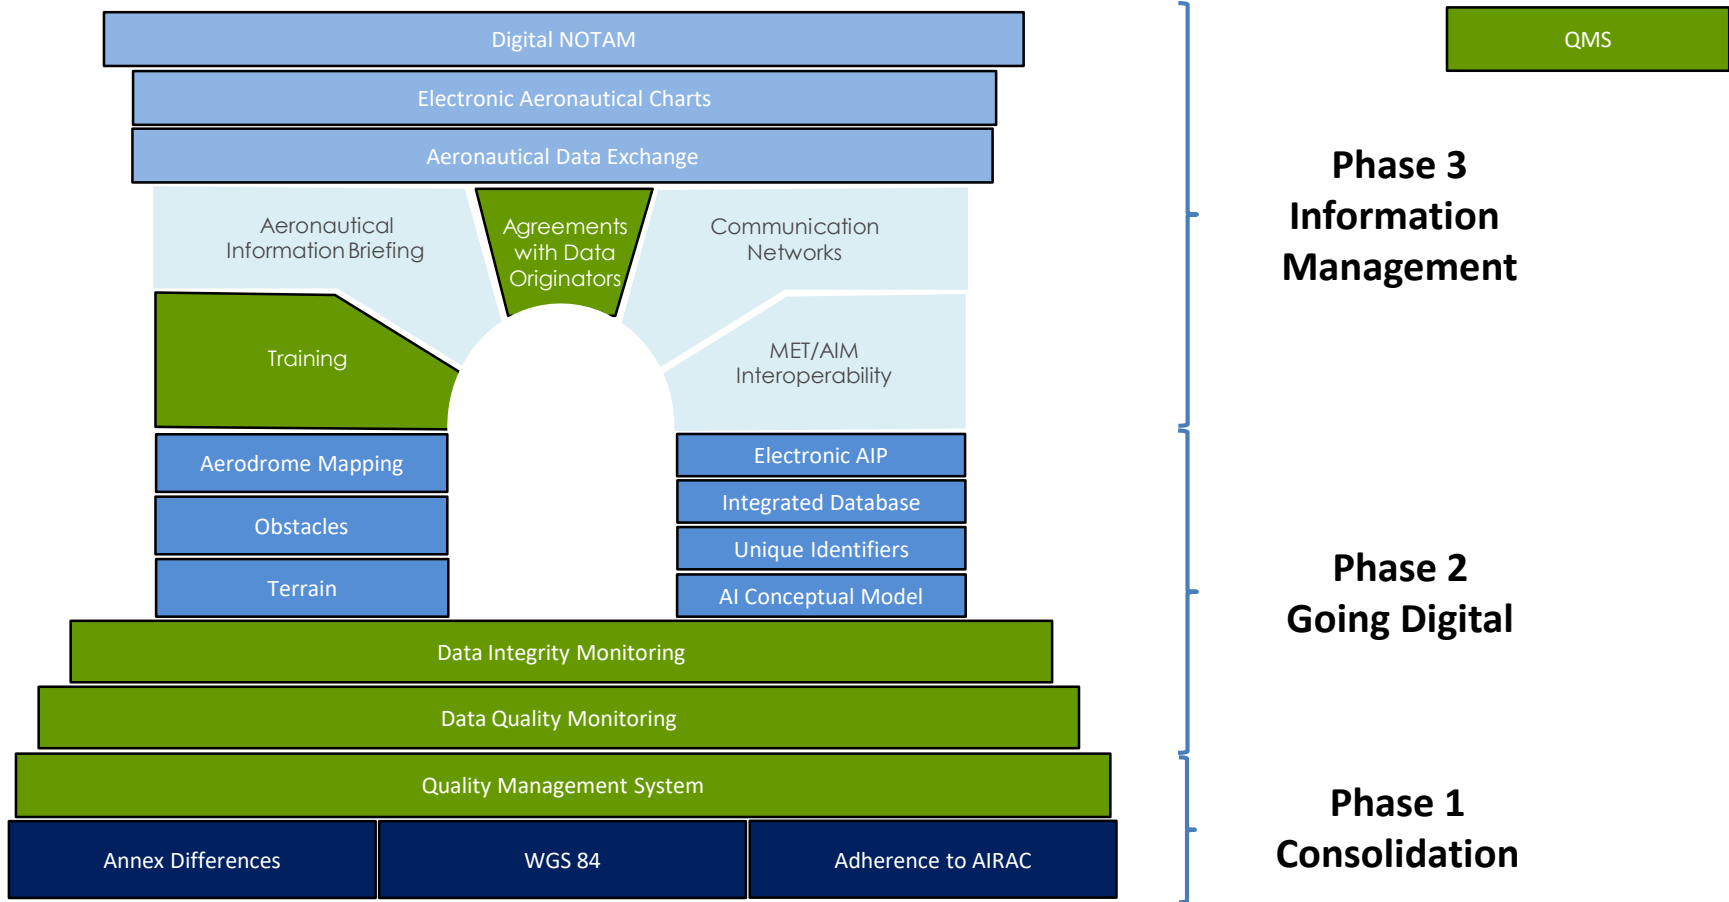 Digital NOTAM
QMS
Electronic Aeronautical Charts
Aeronautical Data Exchange
Aeronautical
Information Briefing
Agreements
with Data
Originators
Communication
Networks
Training
MET/AIM
Interoperability
Phase 3
Information
Management
Aerodrome Mapping
Obstacles
Terrain
Electronic AIP
Integrated Database
Unique Identifiers
AI Conceptual Model
Data Integrity Monitoring
Data Quality Monitoring
Phase 2
Going Digital
Quality Management System
Annex Differences
WGS 84
Adherence to AIRAC
Phase 1
Consolidation